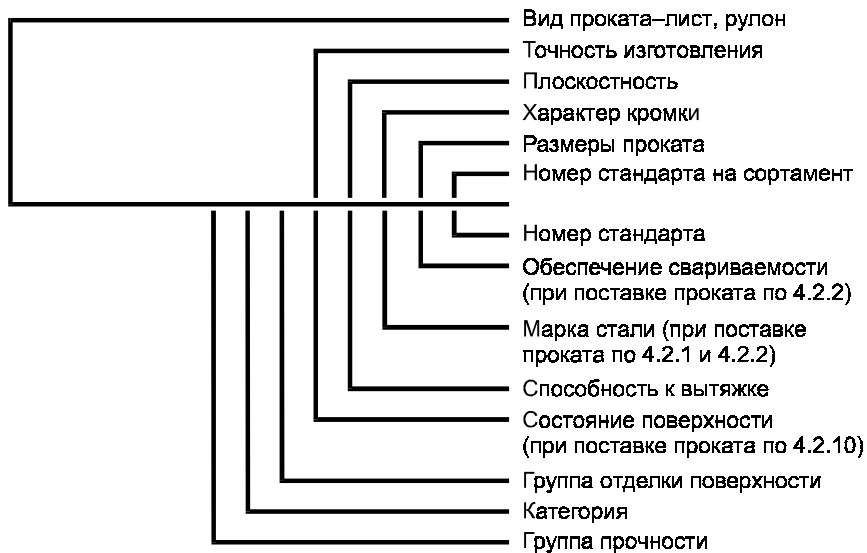 Вид проката–лист, рулон
Точность изготовления
Плоскостность
Характер кромки
Размеры проката
Номер стандарта на сортамент
Номер стандарта
Обеспечение свариваемости
(при поставке проката по 4.2.2)
Марка стали (при поставке
проката по 4.2.1 и 4.2.2)
Способность к вытяжке
Состояние поверхности
(при поставке проката по 4.2.10)
Группа отделки поверхности
Категория
Группа прочности